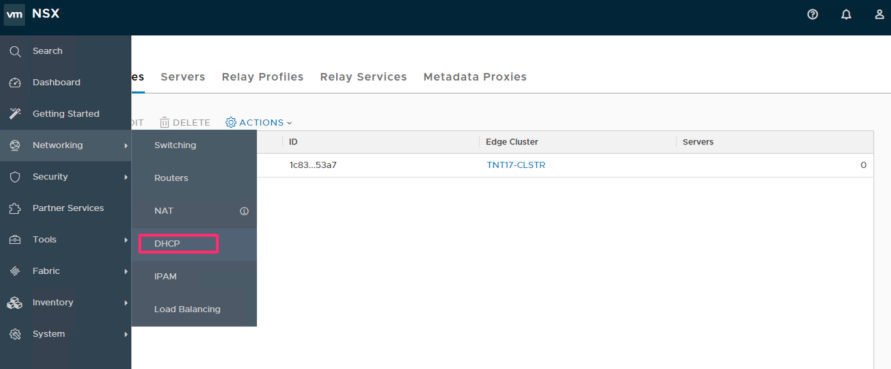 vm NSX
Search
Dashboard
Getting Started
Networking
Security
Partner Services
Tools
Fabric
Inventory
System
Switching
Routers
NAT
DHCP
IPAM
Load Balancing
es Servers Relay Profiles Relay Services Metadata Proxies
DIT DELETE ACTIONS
ID Edge Cluster Servers
1c83...53a7 TNT17-CLSTR 0